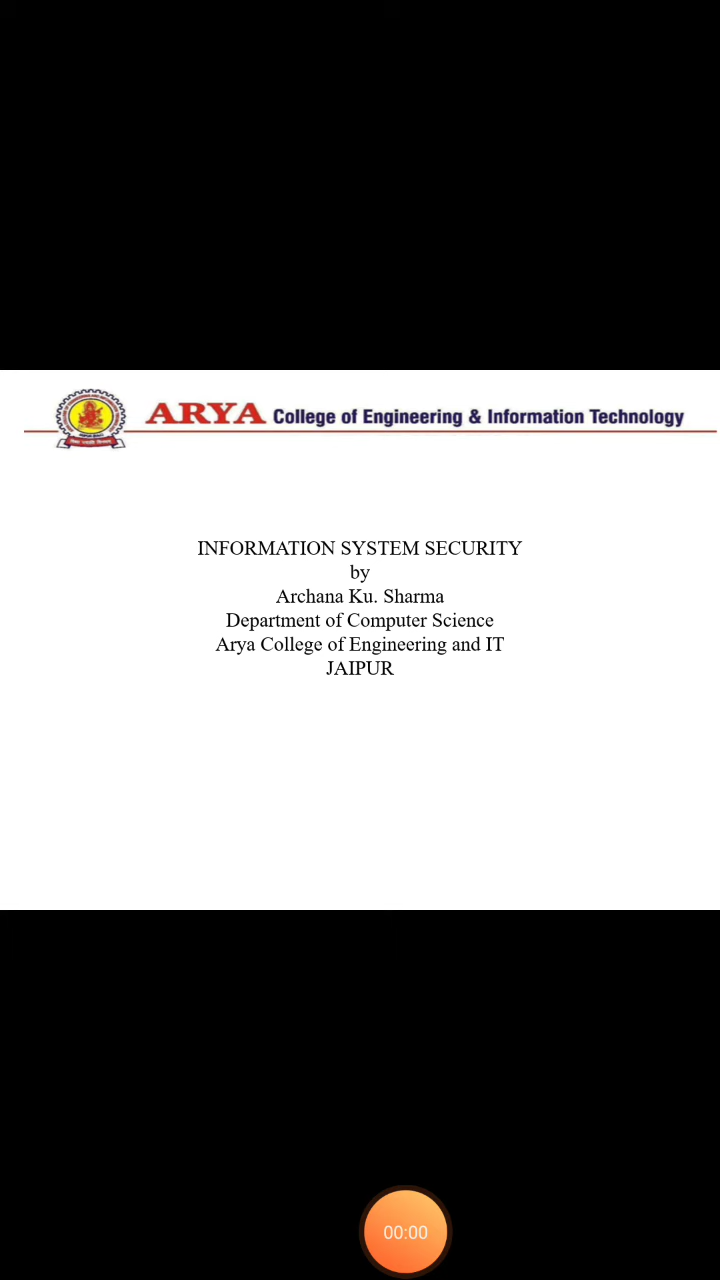 ARYA College of Engineering & Information Technology
INFORMATION SYSTEM SECURITY
by
Archana Ku. Sharma
Department of Computer Science
Arya College of Engineering and IT
JAIPUR
00:00